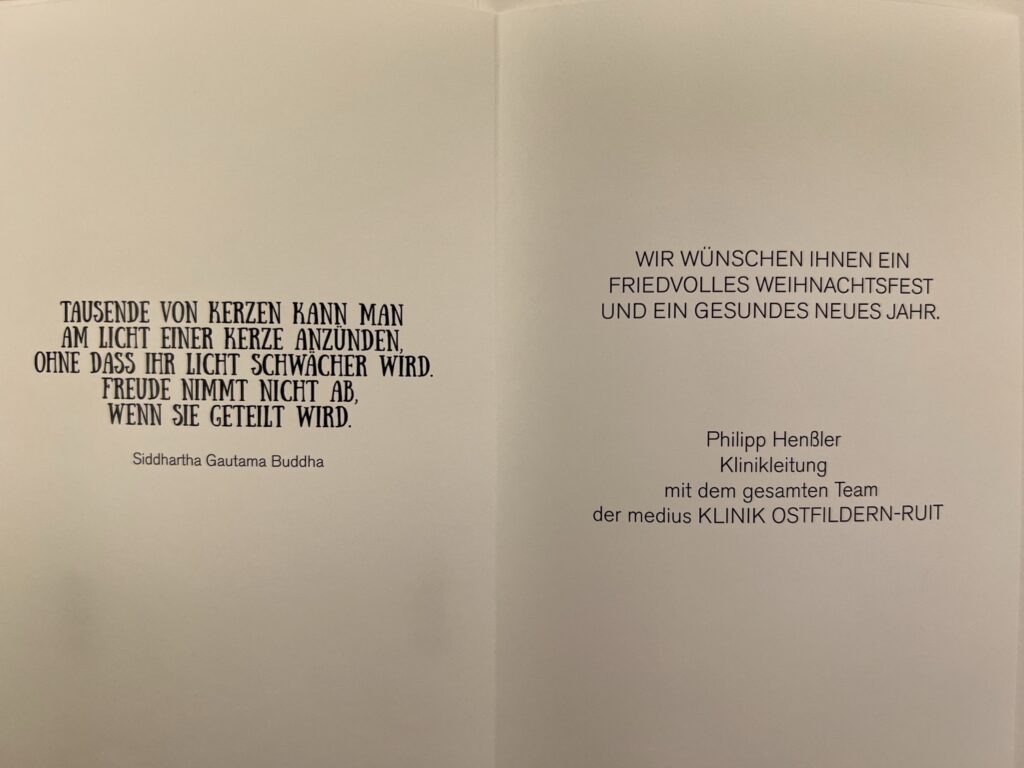 TAUSENDE VON KERZEN KANN MAN
AM LICHT EINER KERZE ANZÜNDEN,
OHNE DASS IHR LICHT SCHWÄCHER WIRD.
FREUDE NIMMT NICHT AB,
WENN SIE GETEILT WIRD.
Siddhartha Gautama Buddha
WIR WÜNSCHEN IHNEN EIN
FRIEDVOLLES WEIHNACHTSFEST
UND EIN GESUNDES NEUES JAHR.
Philipp Henßler
Klinikleitung
mit dem gesamten Team
der medius KLINIK OSTFILDERN-RUIT